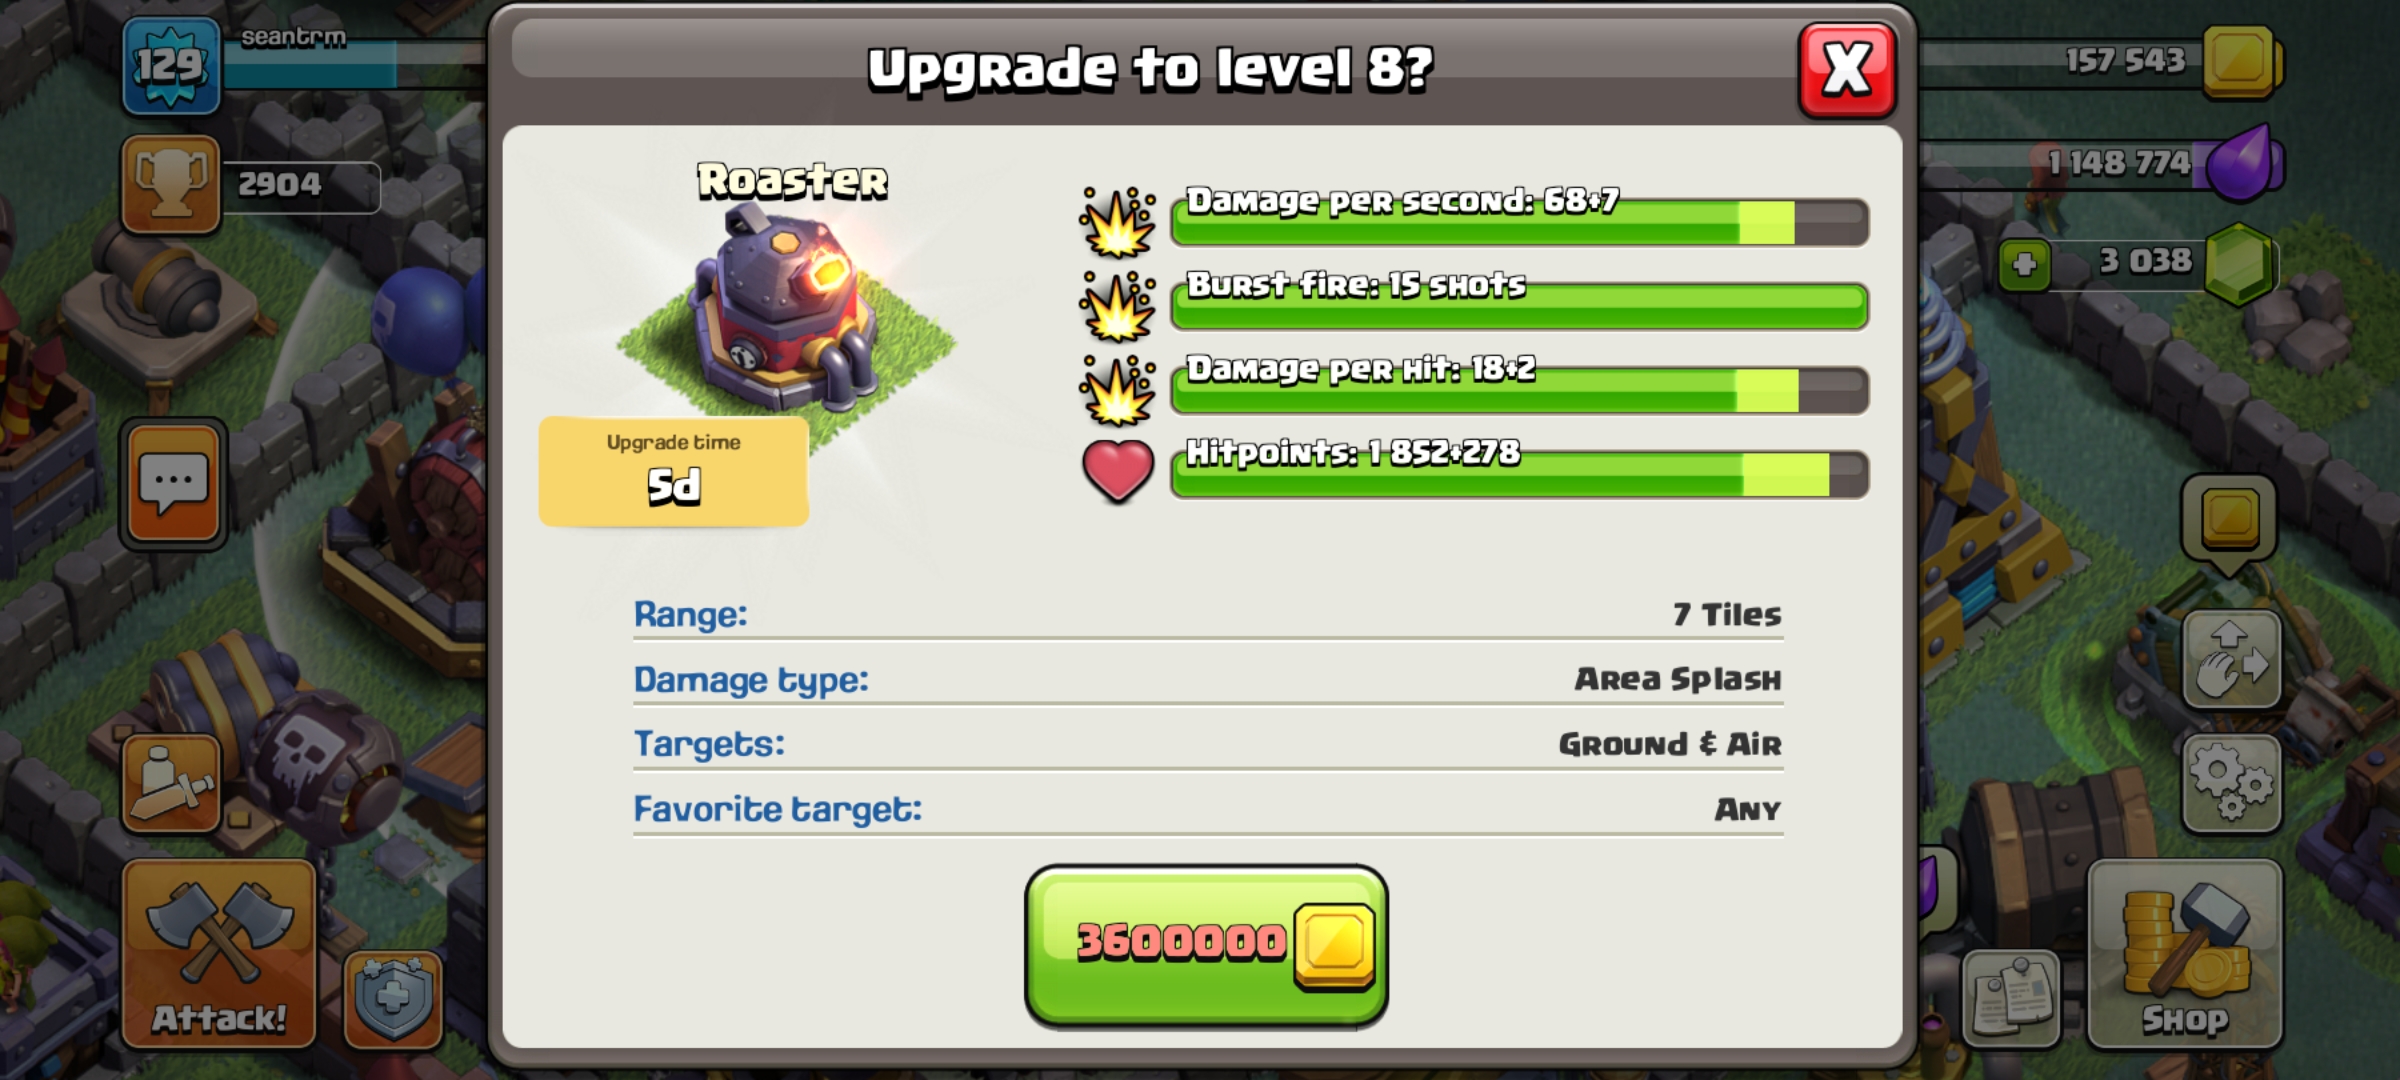 129
seantrm
Upgrade to level 8?
X
157 543
2904
1 148 774
3 038
Roaster
Upgrade time
5d
Damage per second: 68+7
Burst fire: 15 shots
Damage per hit: 18+2
Hitpoints: 1 852+278
Range: 7 Tiles
Damage type: Area Splash
Targets: Ground & Air
Favorite target: Any
3600000
Attack!
Shop